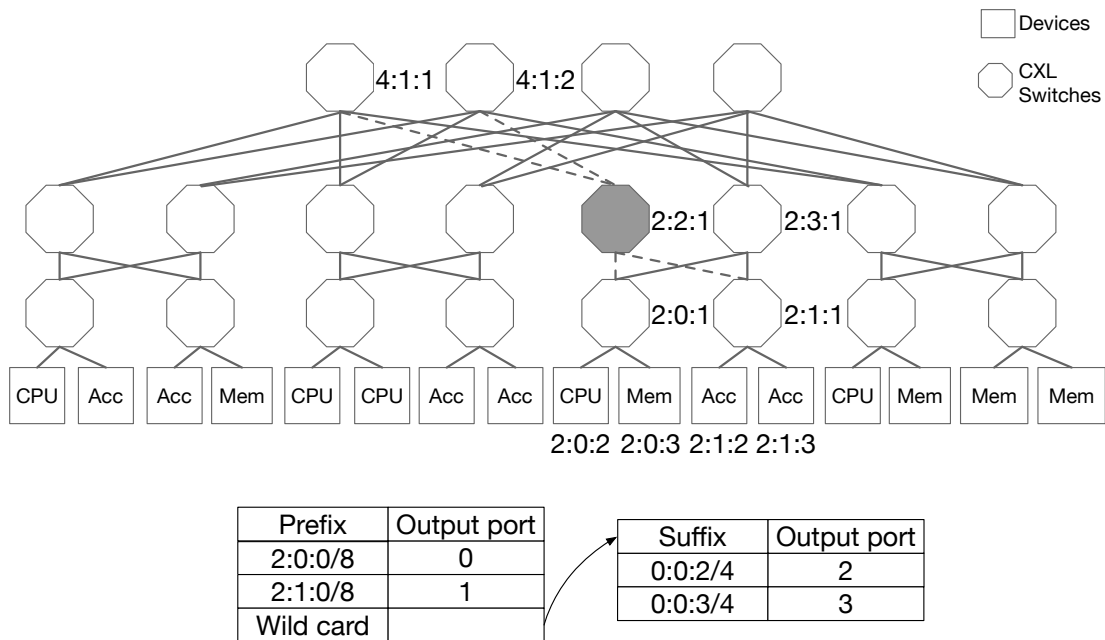 Devices
CXL
Switches
4:1:1 4:1:2
2:2:1 2:3:1
2:0:1 2:1:1
CPU Acc Acc Mem CPU CPU Acc Acc CPU Mem Acc Acc CPU Mem Mem Mem
2:0:2 2:0:3 2:1:2 2:1:3
Prefix Output port
2:0:0/8 0
2:1:0/8 1
Wild card
Suffix Output port
0:0:2/4 2
0:0:3/4 3